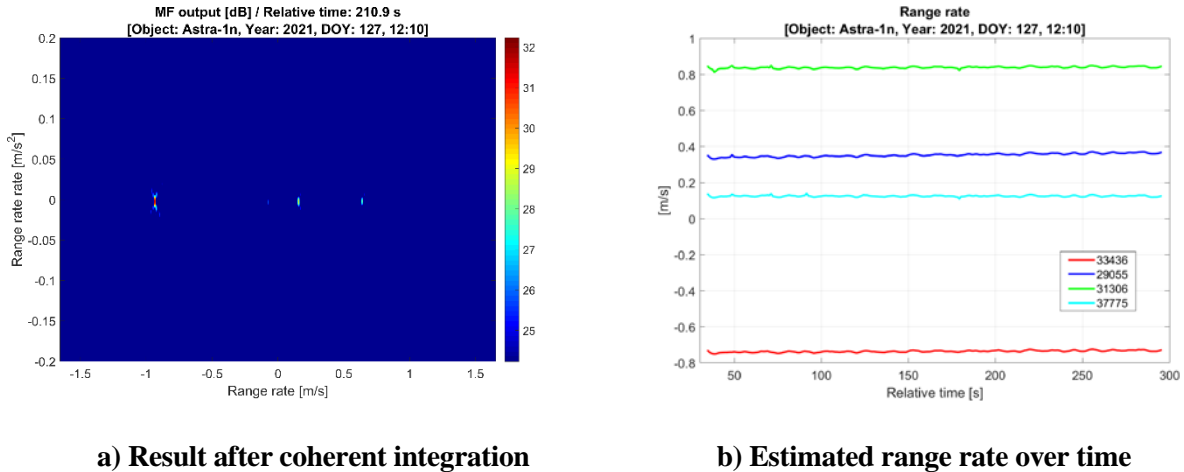 MF output [dB] / Relative time: 210.9 s
[Object: Astra-1n, Year: 2021, DOY: 127, 12:10]
0.2
0.15
0.1
0.05
0
-0.05
-0.1
-0.15
-0.2
Range rate rate [m/s²]
-1.5 -1 -0.5 0 0.5 1 1.5
Range rate [m/s]
32
31
30
29
28
27
26
25
a) Result after coherent integration
Range rate
[Object: Astra-1n, Year: 2021, DOY: 127, 12:10]
1
0.8
0.6
0.4
0.2
0
-0.2
-0.4
-0.6
-0.8
[m/s]
33436
29055
31306
37775
50 100 150 200 250 300
Relative time [s]
b) Estimated range rate over time